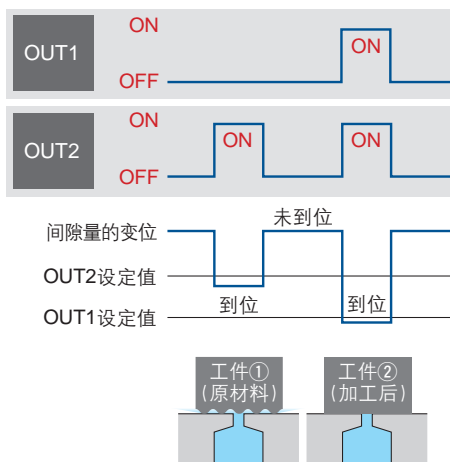 ON
OUT1
ON
OFF
ON
OUT2
ON
ON
OFF
未到位
间隙量的变位
OUT2设定值
到位
到位
OUT1设定值
工件①
(原材料)
工件②
(加工后)